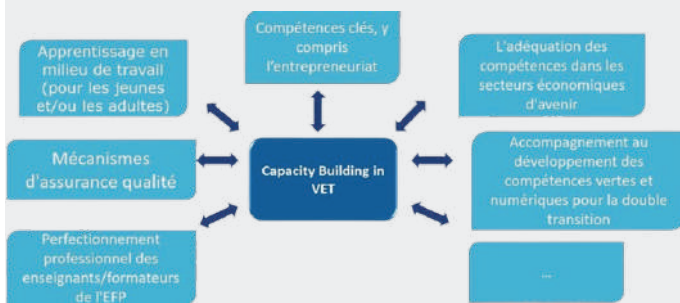 Apprentissage en
milieu de travail
(pour les jeunes
et/ou les adultes)
Compétences clés, y
compris
l'entrepreneuriat
L'adéquation des
compétences dans les
secteurs économiques
d'avenir
Mécanismes
d'assurance qualité
Capacity Building in
VET
Accompagnement au
développement des
compétences vertes et
numériques pour la double
transition
Perfectionnement
professionnel des
enseignants/formateurs
de l'EFP
...